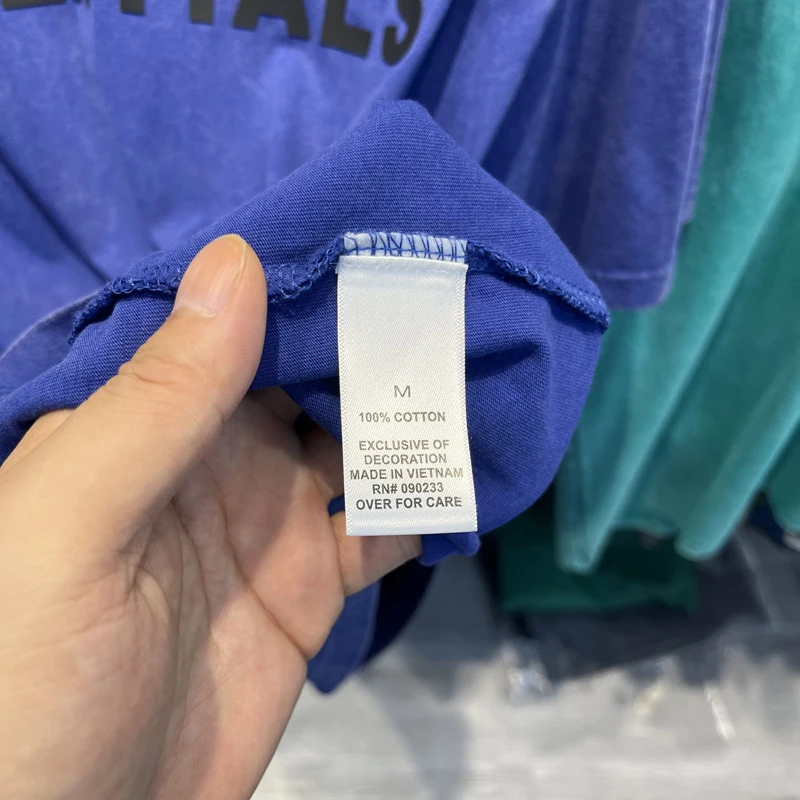 M
100% COTTON
EXCLUSIVE OF
DECORATION
MADE IN VIETNAM
RN# 090233
OVER FOR CARE